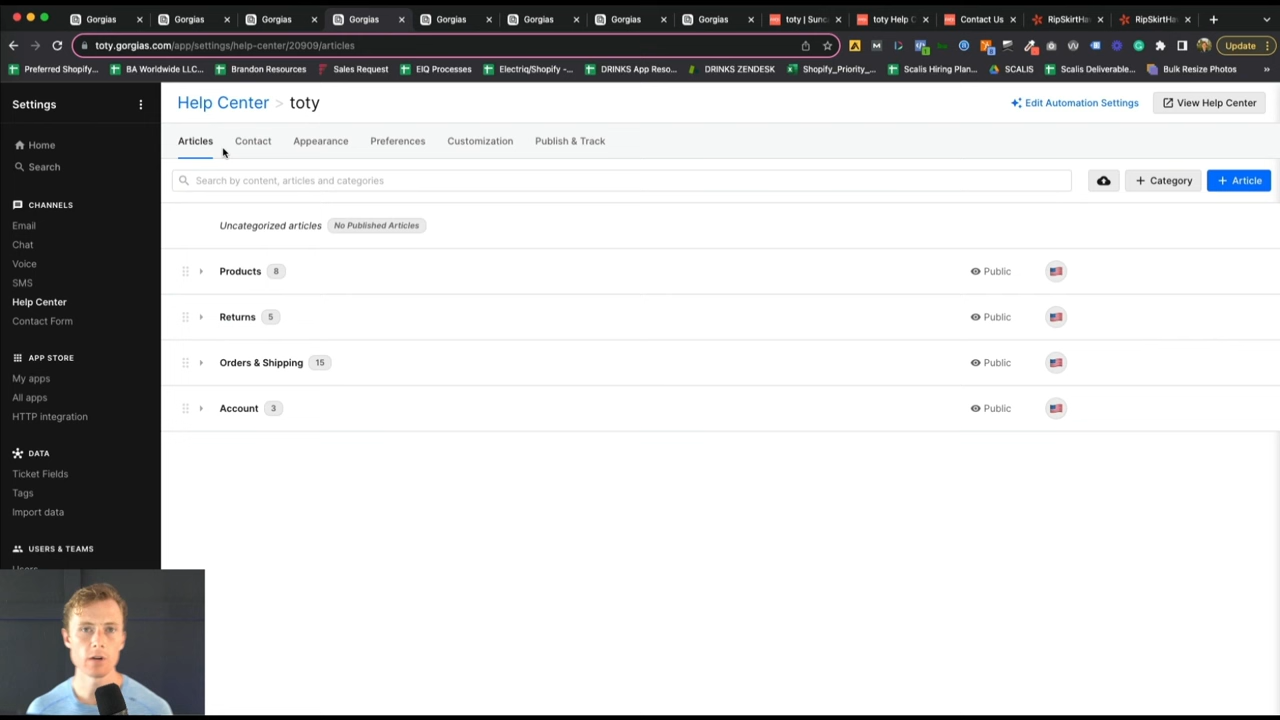 Gorgias Gorgias Gorgias Gorgias Gorgias Gorgias Gorgias Gorgias toty | Sunc toty Help C Contact Us RipSkirtHa RipSkirtHa
toty.gorgias.com/app/settings/help-center/20909/articles Update
Preferred Shopify... BA Worldwide LLC... Brandon Resources Sales Request EIQ Processes Electriq/Shopify -... DRINKS App Reso... DRINKS ZENDESK Shopify_Priority_... Scalis Hiring Plan... SCALIS Scalis Deliverable... Bulk Resize Photos »
Settings
Help Center > toty
Edit Automation Settings
View Help Center
Articles Contact Appearance Preferences Customization Publish & Track
Home
Search
Search by content, articles and categories
+ Category
+ Article
CHANNELS
Email
Chat
Voice
SMS
Help Center
Contact Form
APP STORE
My apps
All apps
HTTP integration
DATA
Ticket Fields
Tags
Import data
USERS & TEAMS
Users
Uncategorized articles No Published Articles
Products 8 Public
Returns 5 Public
Orders & Shipping 15 Public
Account 3 Public